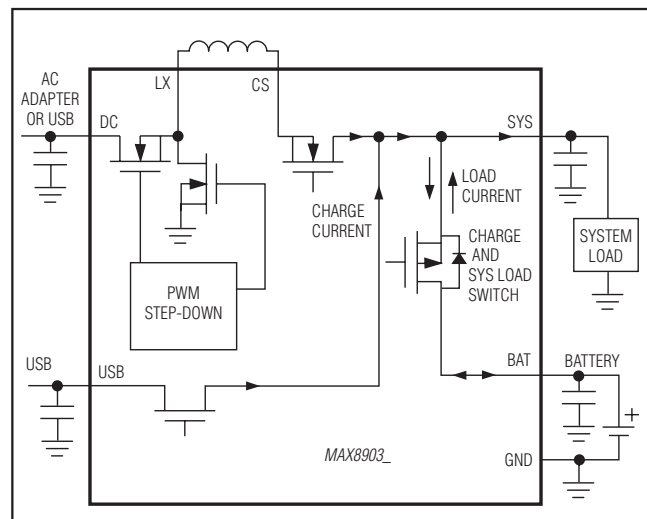 AC
ADAPTER
OR USB
LX
CS
DC
SYS
LOAD
CURRENT
CHARGE
CURRENT
CHARGE
AND
SYS LOAD
SWITCH
SYSTEM
LOAD
PWM
STEP-DOWN
USB
USB
BAT
BATTERY
+
MAX8903_
GND